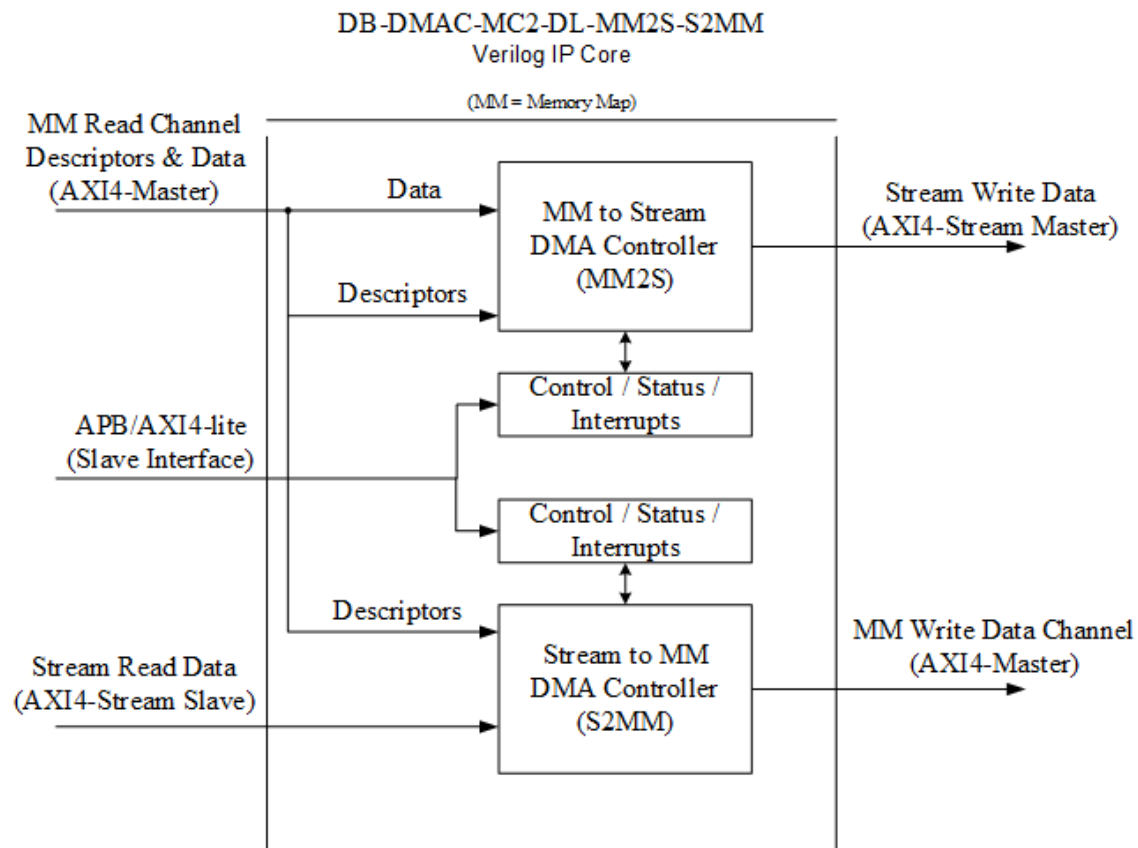 DB-DMAC-MC2-DL-MM2S-S2MM
Verilog IP Core
(MM = Memory Map)
MM Read Channel
Descriptors & Data
(AXI4-Master)
Data
Descriptors
MM to Stream
DMA Controller
(MM2S)
Stream Write Data
(AXI4-Stream Master)
Control / Status /
Interrupts
APB/AXI4-lite
(Slave Interface)
Control / Status /
Interrupts
Descriptors
Stream to MM
DMA Controller
(S2MM)
MM Write Data Channel
(AXI4-Master)
Stream Read Data
(AXI4-Stream Slave)